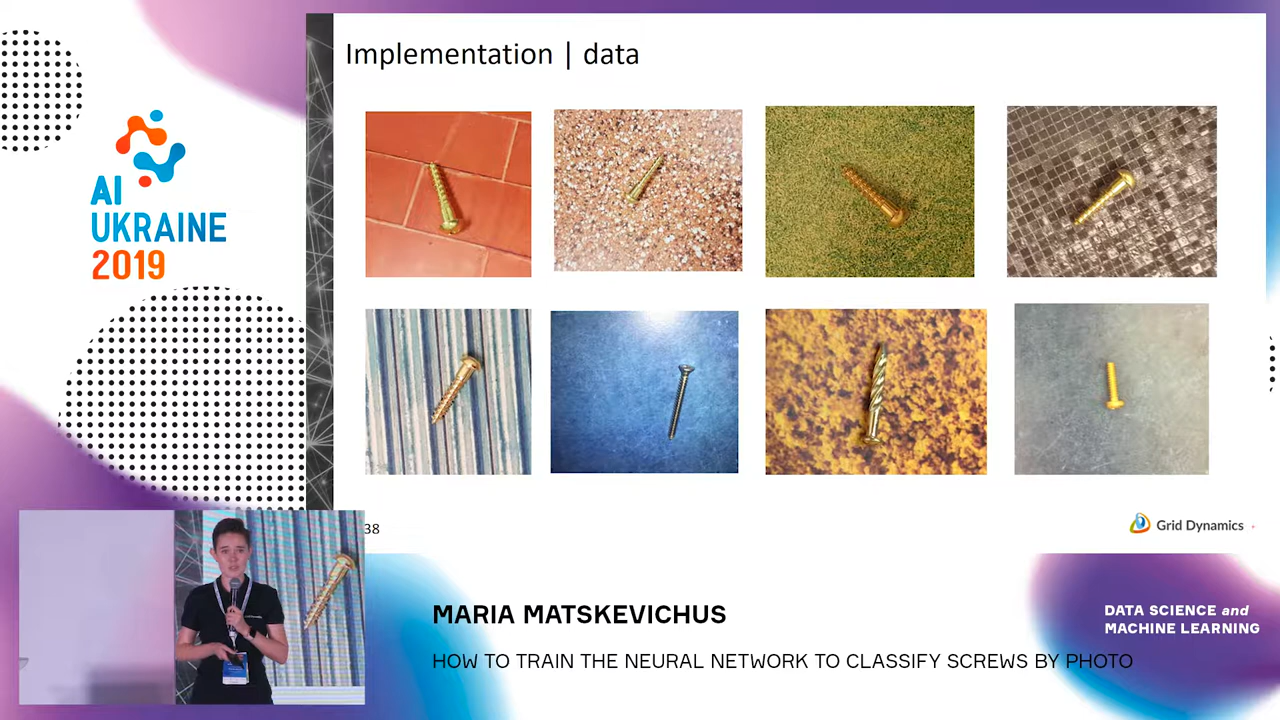 Implementation | data
AI
UKRAINE
2019
38
Grid Dynamics
MARIA MATSKEVICHUS
HOW TO TRAIN THE NEURAL NETWORK TO CLASSIFY SCREWS BY PHOTO
DATA SCIENCE and
MACHINE LEARNING